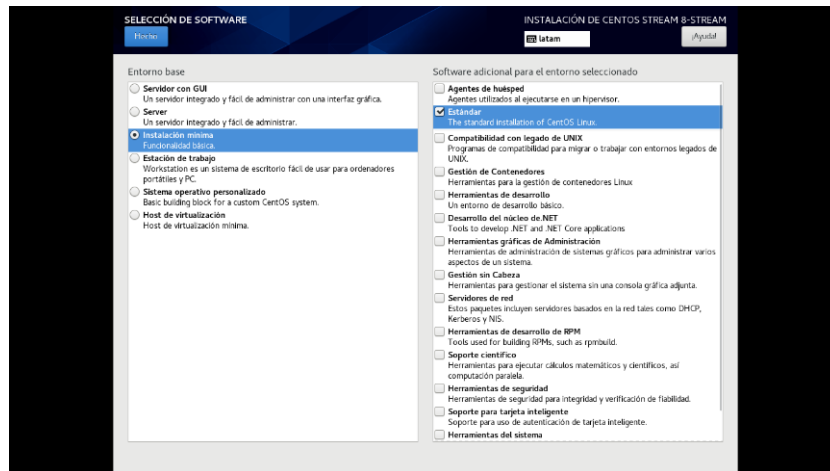 SELECCIÓN DE SOFTWARE
Hecho
INSTALACIÓN DE CENTOS STREAM 8-STREAM
latam
¡Ayuda!
Entorno base
Servidor con GUI
Un servidor integrado y fácil de administrar con una interfaz gráfica.
Server
Un servidor integrado y fácil de administrar.
Instalación mínima
Funcionalidad básica.
Estación de trabajo
Workstation es un sistema de escritorio fácil de usar para ordenadores
portátiles y PC.
Sistema operativo personalizado
Basic building block for a custom CentOS system.
Host de virtualización
Host de virtualización mínima.
Software adicional para el entorno seleccionado
Agentes de huésped
Agentes utilizados al ejecutarse en un hipervisor.
Estándar
The standard installation of CentOS Linux.
Compatibilidad con legado de UNIX
Programas de compatibilidad para migrar o trabajar con entornos legados de
UNIX.
Gestión de Contenedores
Herramientas para la gestión de contenedores Linux
Herramientas de desarrollo
Un entorno de desarrollo básico.
Desarrollo del núcleo de.NET
Tools to develop .NET and .NET Core applications
Herramientas gráficas de Administración
Herramientas de administración de sistemas gráficos para administrar varios
aspectos de un sistema.
Gestión sin Cabeza
Herramientas para gestionar el sistema sin una consola gráfica adjunta.
Servidores de red
Estos paquetes incluyen servidores basados en la red tales como DHCP,
Kerberos y NIS.
Herramientas de desarrollo de RPM
Tools used for building RPMs, such as rpmbuild.
Soporte científico
Herramientas para ejecutar cálculos matemáticos y científicos, así
computación paralela.
Herramientas de seguridad
Herramientas de seguridad para integridad y verificación de fiabilidad.
Soporte para tarjeta inteligente
Soporte para uso de autenticación de tarjeta inteligente.
Herramientas del sistema